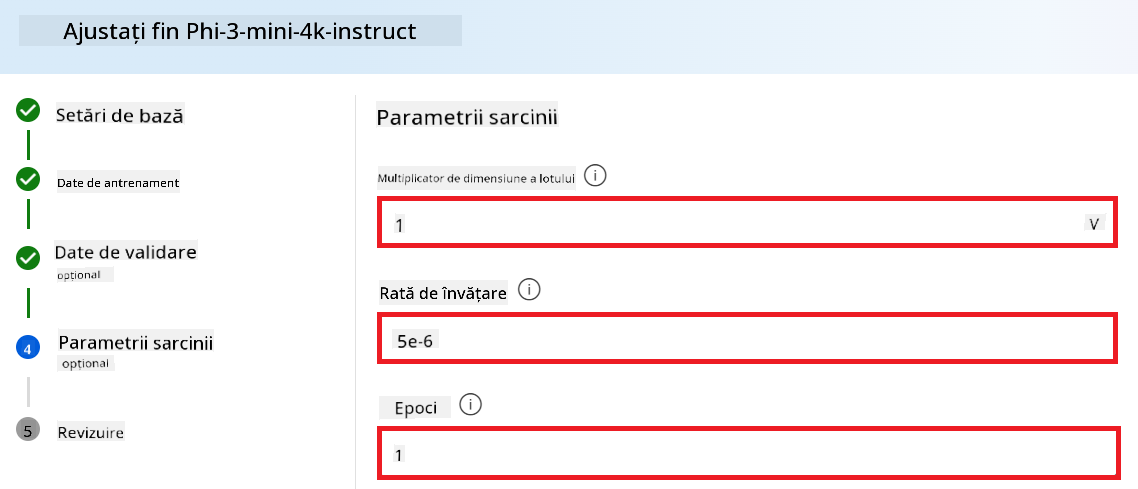 Ajustați fin Phi-3-mini-4k-instruct
Setări de bază
Date de antrenament
Date de validare
opțional
4
Parametrii sarcinii
opțional
5
Revizuire
Parametrii sarcinii
Multiplicator de dimensiune a lotului
1
V
Rată de învățare
5e-6
Epoci
1